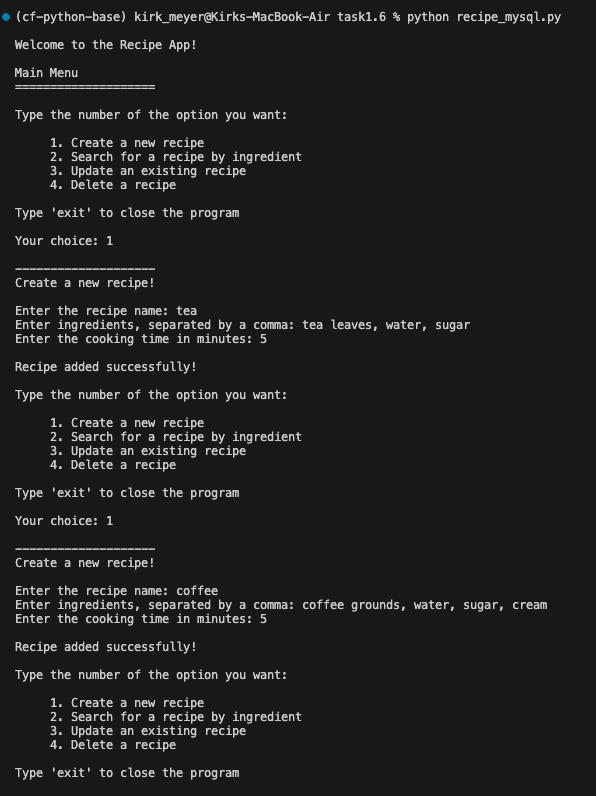 (cf-python-base) kirk_meyer@Kirks-MacBook-Air task1.6 % python recipe_mysql.py
Welcome to the Recipe App!
Main Menu
====================
Type the number of the option you want:
1. Create a new recipe
2. Search for a recipe by ingredient
3. Update an existing recipe
4. Delete a recipe
Type 'exit' to close the program
Your choice: 1
--------------------
Create a new recipe!
Enter the recipe name: tea
Enter ingredients, separated by a comma: tea leaves, water, sugar
Enter the cooking time in minutes: 5
Recipe added successfully!
Type the number of the option you want:
1. Create a new recipe
2. Search for a recipe by ingredient
3. Update an existing recipe
4. Delete a recipe
Type 'exit' to close the program
Your choice: 1
--------------------
Create a new recipe!
Enter the recipe name: coffee
Enter ingredients, separated by a comma: coffee grounds, water, sugar, cream
Enter the cooking time in minutes: 5
Recipe added successfully!
Type the number of the option you want:
1. Create a new recipe
2. Search for a recipe by ingredient
3. Update an existing recipe
4. Delete a recipe
Type 'exit' to close the program